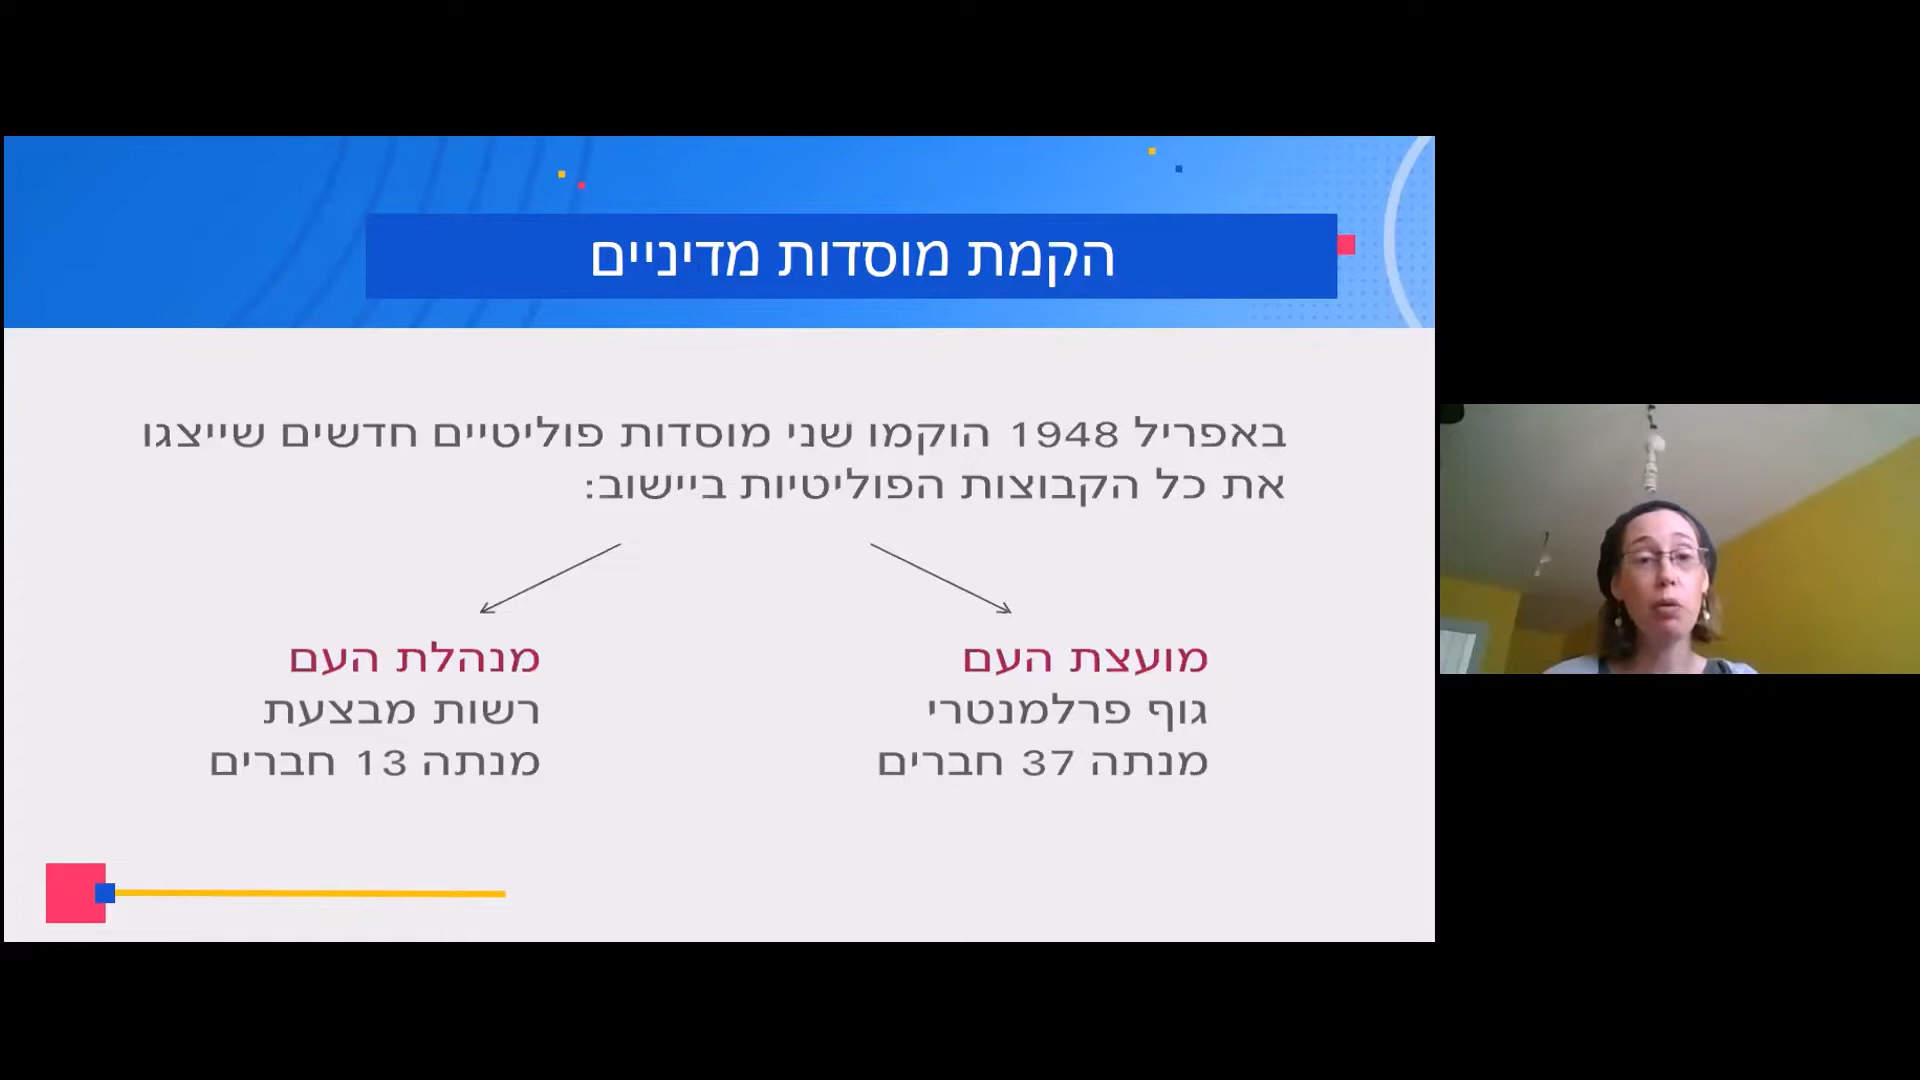 הקמת מוסדות מדיניים
באפריל 1948 הוקמו שני מוסדות פוליטיים חדשים שייצגו
את כל הקבוצות הפוליטיות ביישוב:
מועצת העם
גוף פרלמנטרי
מנתה 37 חברים
מנהלת העם
רשות מבצעת
מנתה 13 חברים